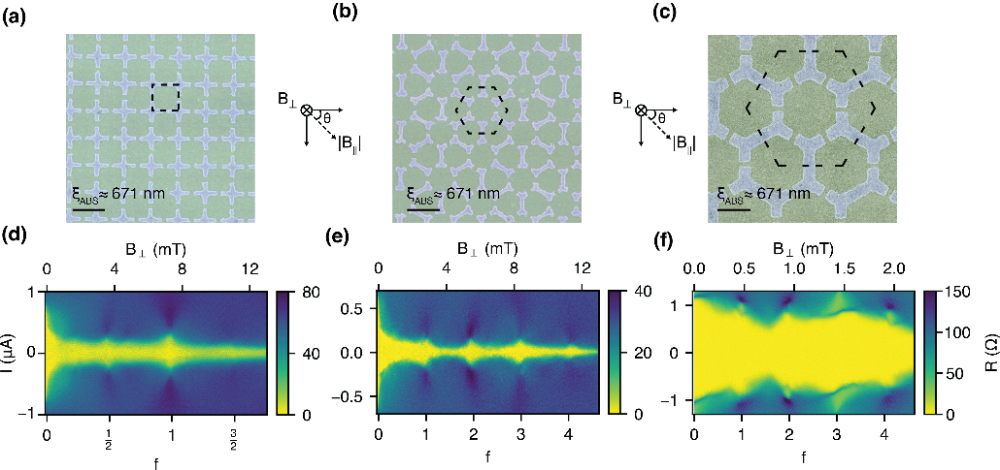 (a)
(b)
(c)
B⊥
θ
|B∥|
B⊥
θ
|B∥|
ξABS ≈ 671 nm
ξABS ≈ 671 nm
ξABS ≈ 671 nm
(d)
B⊥ (mT)
0 4 8 12
1
0
−1
I (μA)
0 1/2 1 3/2
f
80
40
0
(e)
B⊥ (mT)
0 4 8 12
0.5
0.0
−0.5
0 1 2 3 4
f
40
20
0
(f)
B⊥ (mT)
0.0 0.5 1.0 1.5 2.0
1
0
−1
0 1 2 3 4
f
150
100
50
0
R (Ω)